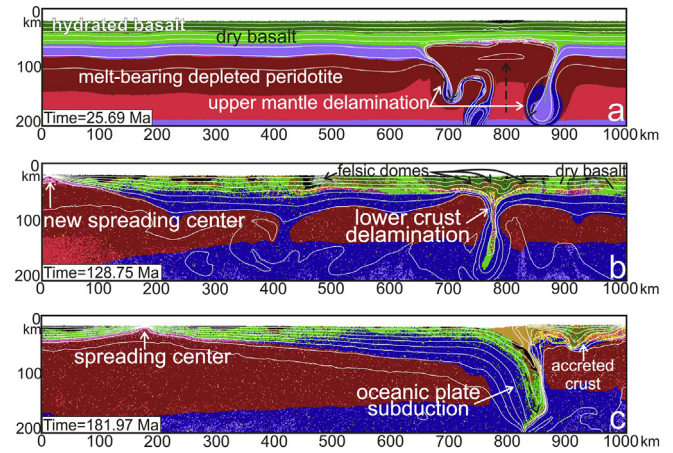 0
km
100
200
hydrated basalt
dry basalt
melt-bearing depleted peridotite
upper mantle delamination
Time=25.69 Ma
a
0 100 200 300 400 500 600 700 800 900 1000
km
0
km
100
200
felsic domes
dry basalt
new spreading center
lower crust
delamination
Time=128.75 Ma
b
0 100 200 300 400 500 600 700 800 900 1000
km
0
km
100
200
spreading center
oceanic plate
subduction
accreted
crust
Time=181.97 Ma
c
0 100 200 300 400 500 600 700 800 900 1000
km